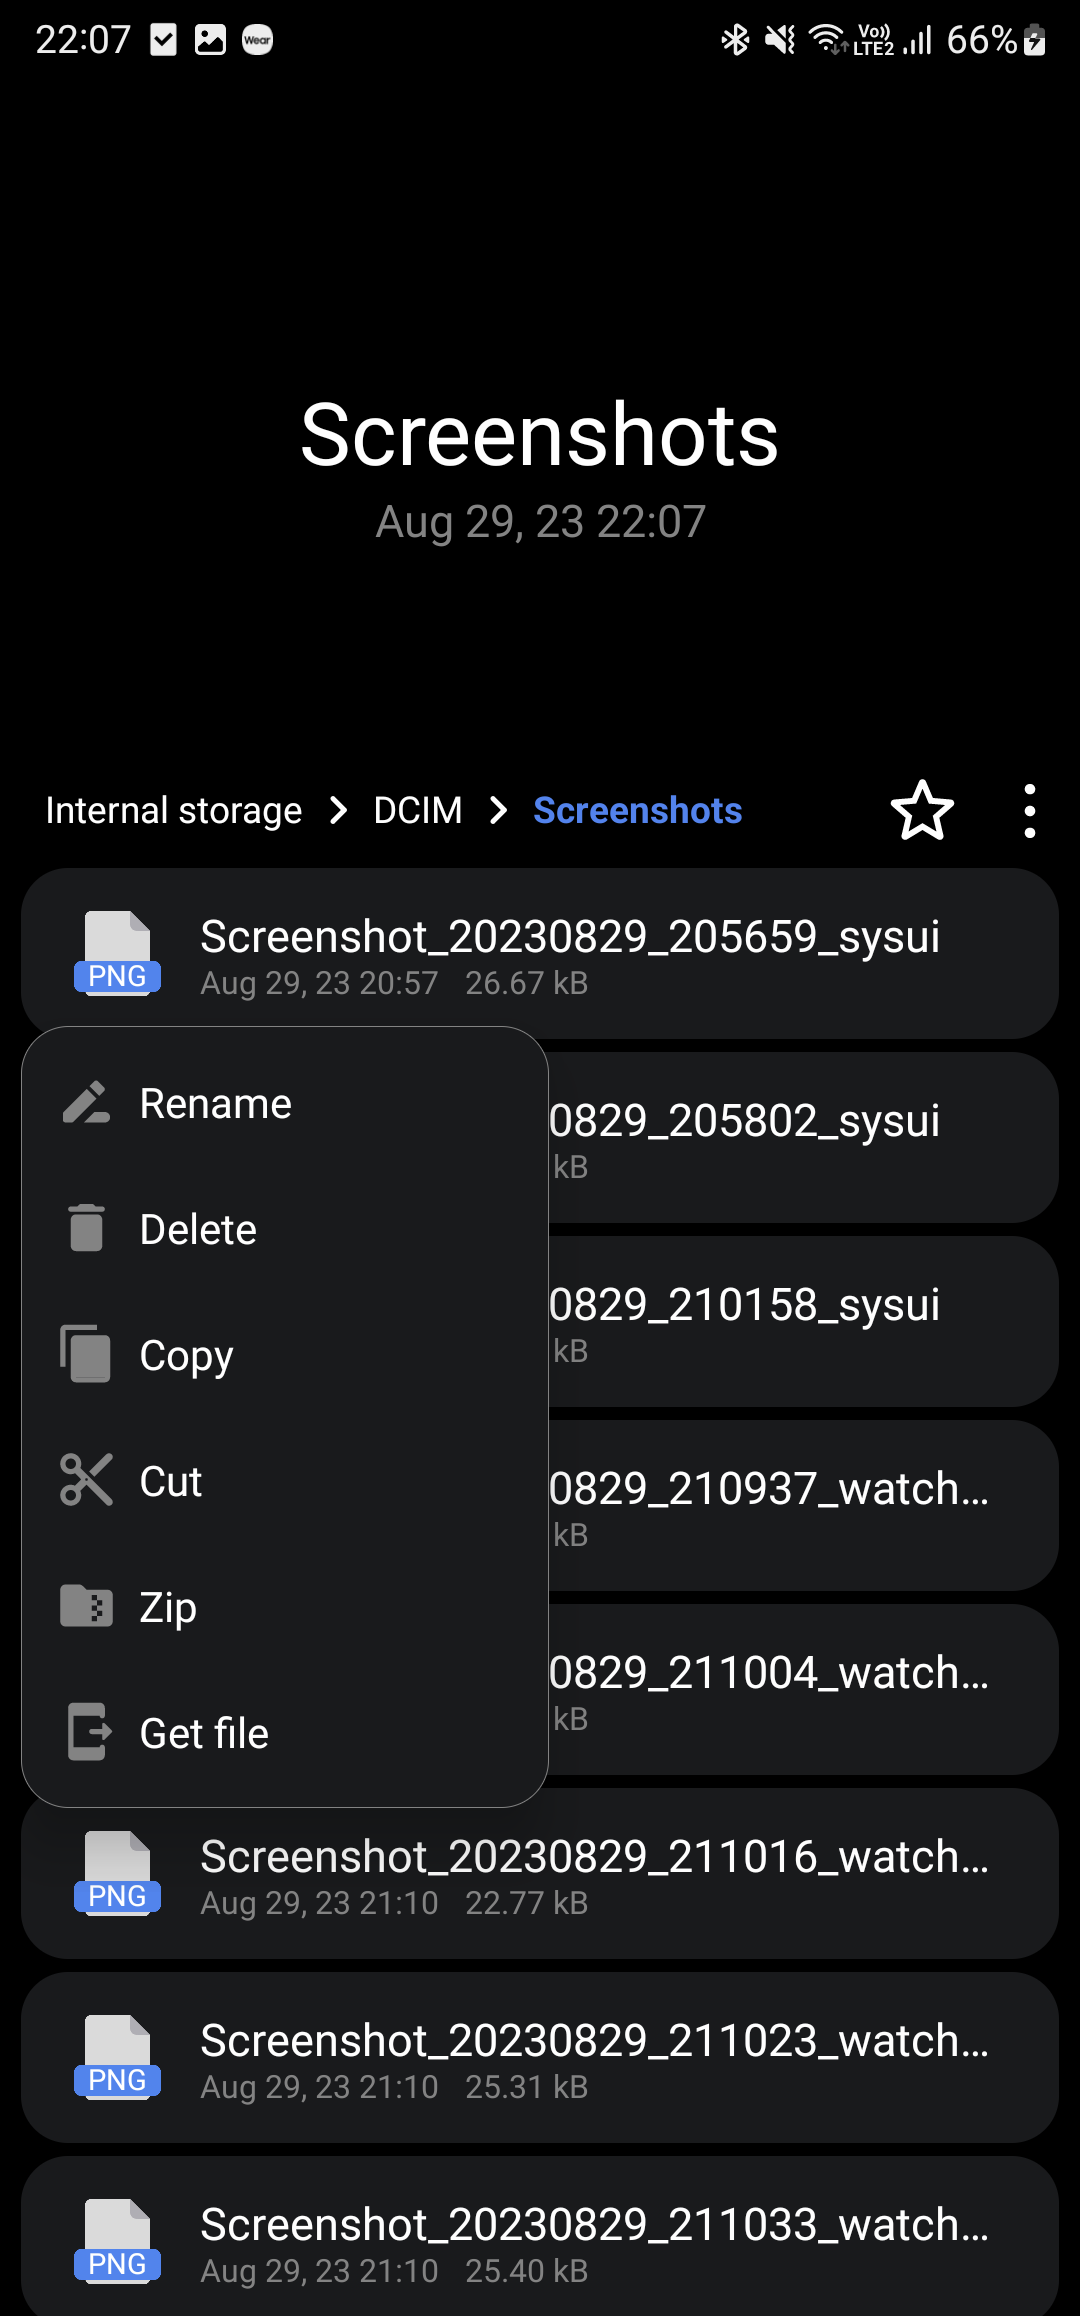 22:07 Wear Vo)) LTE2 66%
Screenshots
Aug 29, 23 22:07
Internal storage DCIM Screenshots
PNG Screenshot_20230829_205659_sysui
Aug 29, 23 20:57 26.67 kB
Rename
0829_205802_sysui
kB
Delete
0829_210158_sysui
kB
Copy
Cut
0829_210937_watch...
kB
Zip
0829_211004_watch...
kB
Get file
PNG Screenshot_20230829_211016_watch...
Aug 29, 23 21:10 22.77 kB
PNG Screenshot_20230829_211023_watch...
Aug 29, 23 21:10 25.31 kB
PNG Screenshot_20230829_211033_watch...
Aug 29, 23 21:10 25.40 kB